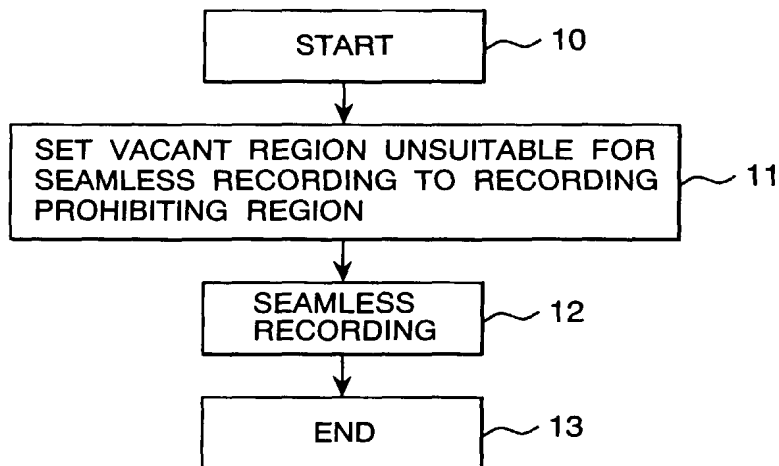 START
10
SET VACANT REGION UNSUITABLE FOR
SEAMLESS RECORDING TO RECORDING
PROHIBITING REGION
11
SEAMLESS
RECORDING
12
END
13